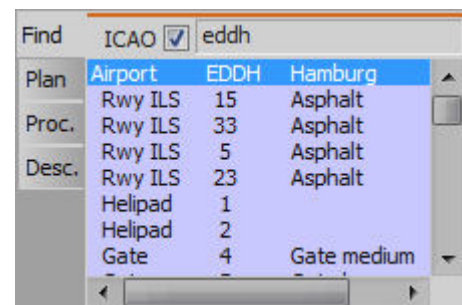 Find ICAO eddh
Plan
Proc.
Desc.
Airport EDDH Hamburg
Rwy ILS 15 Asphalt
Rwy ILS 33 Asphalt
Rwy ILS 5 Asphalt
Rwy ILS 23 Asphalt
Helipad 1
Helipad 2
Gate 4 Gate medium